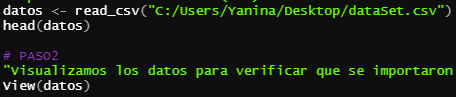 datos <- read_csv("C:/Users/Yanina/Desktop/dataSet.csv")
head(datos)
# PASO2
"Visualizamos los datos para verificar que se importaron
View(datos)